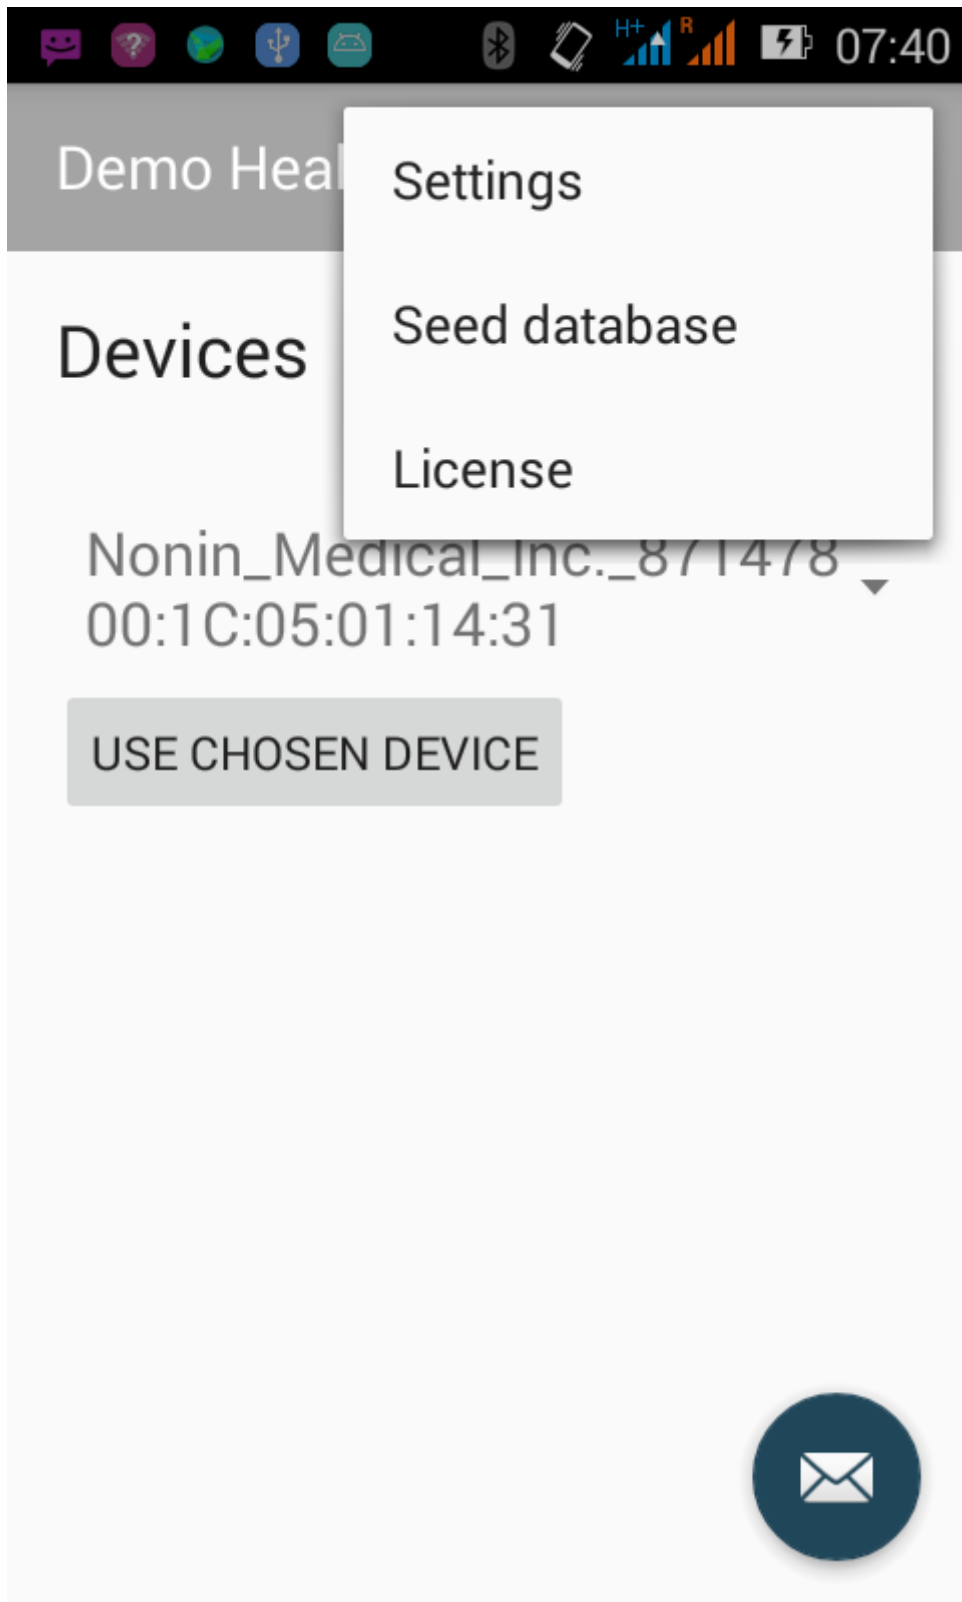 H+ R 07:40
Demo Heal
Settings
Seed database
License
Devices
Nonin_Medical_Inc._871478
00:1C:05:01:14:31
USE CHOSEN DEVICE